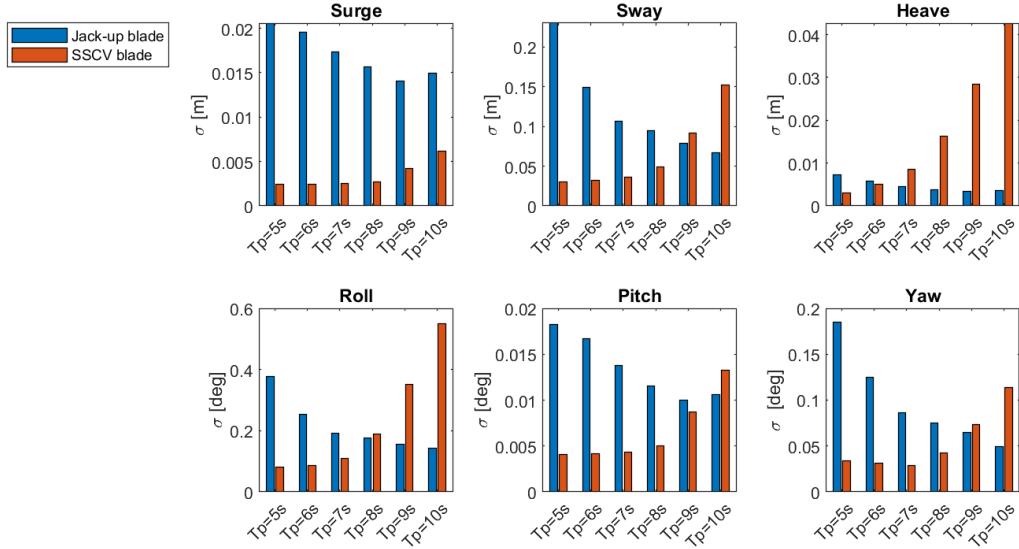 Jack-up blade
SSCV blade
Surge
σ [m]
0.02
0.015
0.01
0.005
0
Tp=5s
Tp=6s
Tp=7s
Tp=8s
Tp=9s
Tp=10s
Sway
σ [m]
0.2
0.15
0.1
0.05
0
Tp=5s
Tp=6s
Tp=7s
Tp=8s
Tp=9s
Tp=10s
Heave
σ [m]
0.04
0.03
0.02
0.01
0
Tp=5s
Tp=6s
Tp=7s
Tp=8s
Tp=9s
Tp=10s
Roll
σ [deg]
0.6
0.4
0.2
0
Tp=5s
Tp=6s
Tp=7s
Tp=8s
Tp=9s
Tp=10s
Pitch
σ [deg]
0.02
0.015
0.01
0.005
0
Tp=5s
Tp=6s
Tp=7s
Tp=8s
Tp=9s
Tp=10s
Yaw
σ [deg]
0.2
0.15
0.1
0.05
0
Tp=5s
Tp=6s
Tp=7s
Tp=8s
Tp=9s
Tp=10s